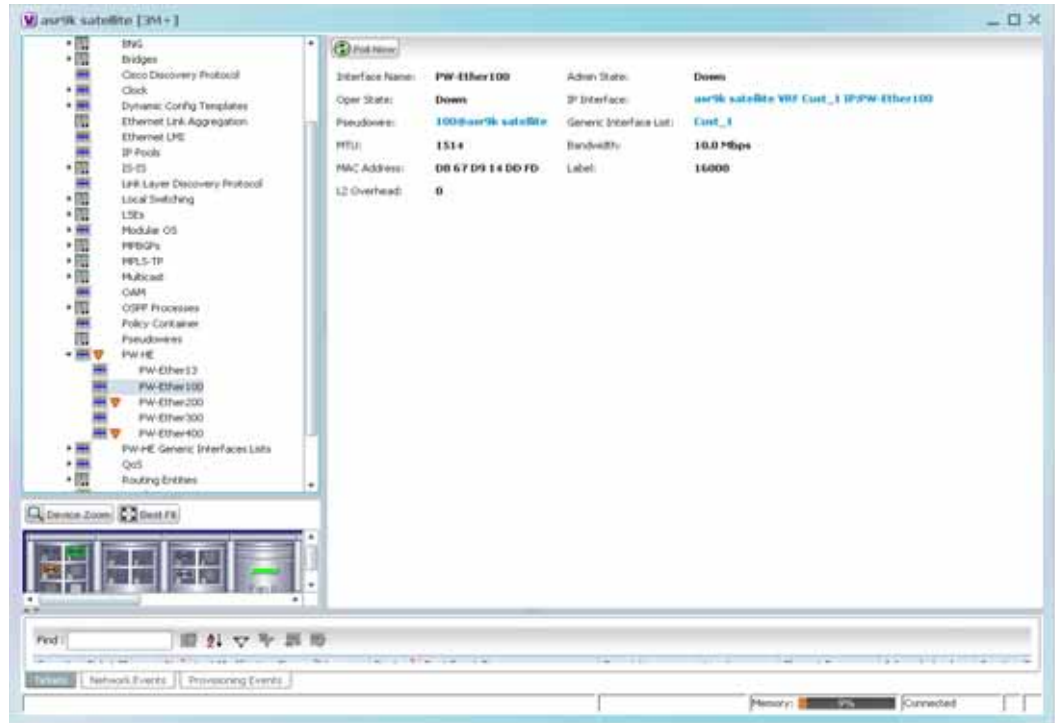 asr9k satellite [3M+]
BNG
Bridges
Cisco Discovery Protocol
Clock
Dynamic Config Templates
Ethernet Link Aggregation
Ethernet LMI
IP Pools
IS-IS
Link Layer Discovery Protocol
Local Switching
LSEs
Modular OS
MPBGPs
MPLS-TP
Multicast
OAM
OSPF Processes
Policy Container
Pseudowires
PW-HE
PW-Ether13
PW-Ether100
PW-Ether200
PW-Ether300
PW-Ether400
PW-HE Generic Interfaces Lists
QoS
Routing Entities
Device Zoom Best Fit
Poll Now
Interface Name: PW-Ether100 Admin State: Down
Oper State: Down IP Interface: asr9k satellite VRF Cust_1 IP:PW-Ether100
Pseudowire: 100@asr9k satellite Generic Interface List: Cust_1
MTU: 1514 Bandwidth: 10.0 Mbps
MAC Address: D8 67 D9 14 DD FD Label: 16000
L2 Overhead: 0
Find :
Tickets Network Events Provisioning Events
Memory: Connected